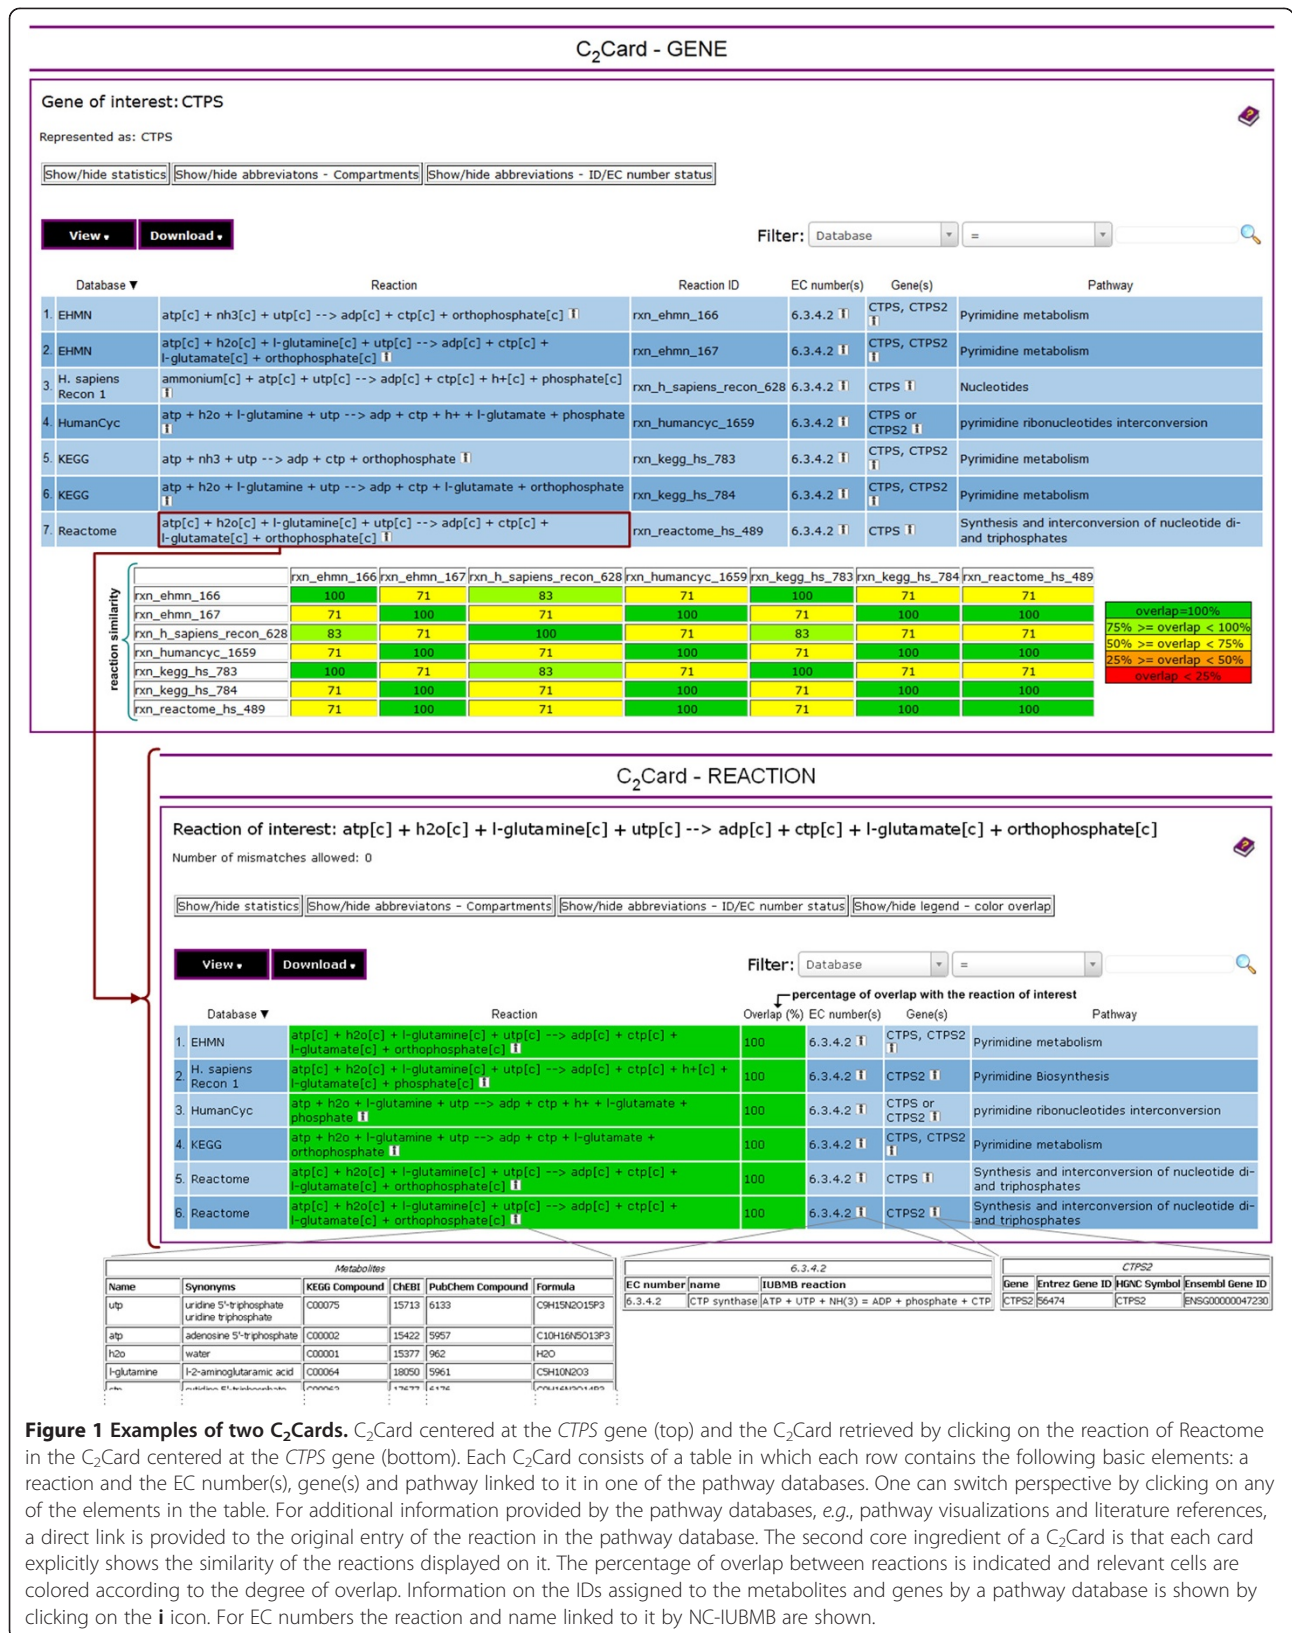 C2Card - GENE
Gene of interest: CTPS
Represented as: CTPS
Show/hide statistics Show/hide abbreviatons - Compartments Show/hide abbreviations - ID/EC number status
View Download Filter: Database =
Database ▼ Reaction Reaction ID EC number(s) Gene(s) Pathway
1. EHMN atp[c] + nh3[c] + utp[c] --> adp[c] + ctp[c] + orthophosphate[c] i rxn_ehmn_166 6.3.4.2 i CTPS, CTPS2 i Pyrimidine metabolism
2. EHMN atp[c] + h2o[c] + l-glutamine[c] + utp[c] --> adp[c] + ctp[c] + l-glutamate[c] + orthophosphate[c] i rxn_ehmn_167 6.3.4.2 i CTPS, CTPS2 i Pyrimidine metabolism
3. H. sapiens Recon 1 ammonium[c] + atp[c] + utp[c] --> adp[c] + ctp[c] + h+[c] + phosphate[c] i rxn_h_sapiens_recon_628 6.3.4.2 i CTPS i Nucleotides
4. HumanCyc atp + h2o + l-glutamine + utp --> adp + ctp + h+ + l-glutamate + phosphate i rxn_humancyc_1659 6.3.4.2 i CTPS or CTPS2 i pyrimidine ribonucleotides interconversion
5. KEGG atp + nh3 + utp --> adp + ctp + orthophosphate i rxn_kegg_hs_783 6.3.4.2 i CTPS, CTPS2 i Pyrimidine metabolism
6. KEGG atp + h2o + l-glutamine + utp --> adp + ctp + l-glutamate + orthophosphate i rxn_kegg_hs_784 6.3.4.2 i CTPS, CTPS2 i Pyrimidine metabolism
7. Reactome atp[c] + h2o[c] + l-glutamine[c] + utp[c] --> adp[c] + ctp[c] + l-glutamate[c] + orthophosphate[c] i rxn_reactome_hs_489 6.3.4.2 i CTPS i Synthesis and interconversion of nucleotide di- and triphosphates
reaction similarity
rxn_ehmn_166 rxn_ehmn_167 rxn_h_sapiens_recon_628 rxn_humancyc_1659 rxn_kegg_hs_783 rxn_kegg_hs_784 rxn_reactome_hs_489
rxn_ehmn_166 100 71 83 71 100 71 71
rxn_ehmn_167 71 100 71 100 71 100 100
rxn_h_sapiens_recon_628 83 71 100 71 83 71 71
rxn_humancyc_1659 71 100 71 100 71 100 100
rxn_kegg_hs_783 100 71 83 71 100 71 71
rxn_kegg_hs_784 71 100 71 100 71 100 100
rxn_reactome_hs_489 71 100 71 100 71 100 100
overlap=100%
75% >= overlap < 100%
50% >= overlap < 75%
25% >= overlap < 50%
overlap < 25%
C2Card - REACTION
Reaction of interest: atp[c] + h2o[c] + l-glutamine[c] + utp[c] --> adp[c] + ctp[c] + l-glutamate[c] + orthophosphate[c]
Number of mismatches allowed: 0
Show/hide statistics Show/hide abbreviatons - Compartments Show/hide abbreviations - ID/EC number status Show/hide legend - color overlap
View Download Filter: Database =
percentage of overlap with the reaction of interest
Database ▼ Reaction Overlap (%) EC number(s) Gene(s) Pathway
1. EHMN atp[c] + h2o[c] + l-glutamine[c] + utp[c] --> adp[c] + ctp[c] + l-glutamate[c] + orthophosphate[c] i 100 6.3.4.2 i CTPS, CTPS2 i Pyrimidine metabolism
2. H. sapiens Recon 1 atp[c] + h2o[c] + l-glutamine[c] + utp[c] --> adp[c] + ctp[c] + h+[c] + l-glutamate[c] + phosphate[c] i 100 6.3.4.2 i CTPS2 i Pyrimidine Biosynthesis
3. HumanCyc atp + h2o + l-glutamine + utp --> adp + ctp + h+ + l-glutamate + phosphate i 100 6.3.4.2 i CTPS or CTPS2 i pyrimidine ribonucleotides interconversion
4. KEGG atp + h2o + l-glutamine + utp --> adp + ctp + l-glutamate + orthophosphate i 100 6.3.4.2 i CTPS, CTPS2 i Pyrimidine metabolism
5. Reactome atp[c] + h2o[c] + l-glutamine[c] + utp[c] --> adp[c] + ctp[c] + l-glutamate[c] + orthophosphate[c] i 100 6.3.4.2 i CTPS i Synthesis and interconversion of nucleotide di- and triphosphates
6. Reactome atp[c] + h2o[c] + l-glutamine[c] + utp[c] --> adp[c] + ctp[c] + l-glutamate[c] + orthophosphate[c] i 100 6.3.4.2 i CTPS2 i Synthesis and interconversion of nucleotide di- and triphosphates
Metabolites
Name Synonyms KEGG Compound ChEBI PubChem Compound Formula
utp uridine 5'-triphosphate uridine triphosphate C00075 15713 6133 C9H15N2O15P3
atp adenosine 5'-triphosphate C00002 15422 5957 C10H16N5O13P3
h2o water C00001 15377 962 H2O
l-glutamine l-2-aminoglutaramic acid C00064 18050 5961 C5H10N2O3
ctp cytidine 5'-triphosphate C00063 17677 6176 C9H16N3O14P3
6.3.4.2
EC number name IUBMB reaction
6.3.4.2 CTP synthase ATP + UTP + NH(3) = ADP + phosphate + CTP
CTPS2
Gene Entrez Gene ID HGNC Symbol Ensembl Gene ID
CTPS2 56474 CTPS2 ENSG00000047230
Figure 1 Examples of two C2Cards. C2Card centered at the CTPS gene (top) and the C2Card retrieved by clicking on the reaction of Reactome
in the C2Card centered at the CTPS gene (bottom). Each C2Card consists of a table in which each row contains the following basic elements: a
reaction and the EC number(s), gene(s) and pathway linked to it in one of the pathway databases. One can switch perspective by clicking on any
of the elements in the table. For additional information provided by the pathway databases, e.g., pathway visualizations and literature references,
a direct link is provided to the original entry of the reaction in the pathway database. The second core ingredient of a C2Card is that each card
explicitly shows the similarity of the reactions displayed on it. The percentage of overlap between reactions is indicated and relevant cells are
colored according to the degree of overlap. Information on the IDs assigned to the metabolites and genes by a pathway database is shown by
clicking on the i icon. For EC numbers the reaction and name linked to it by NC-IUBMB are shown.